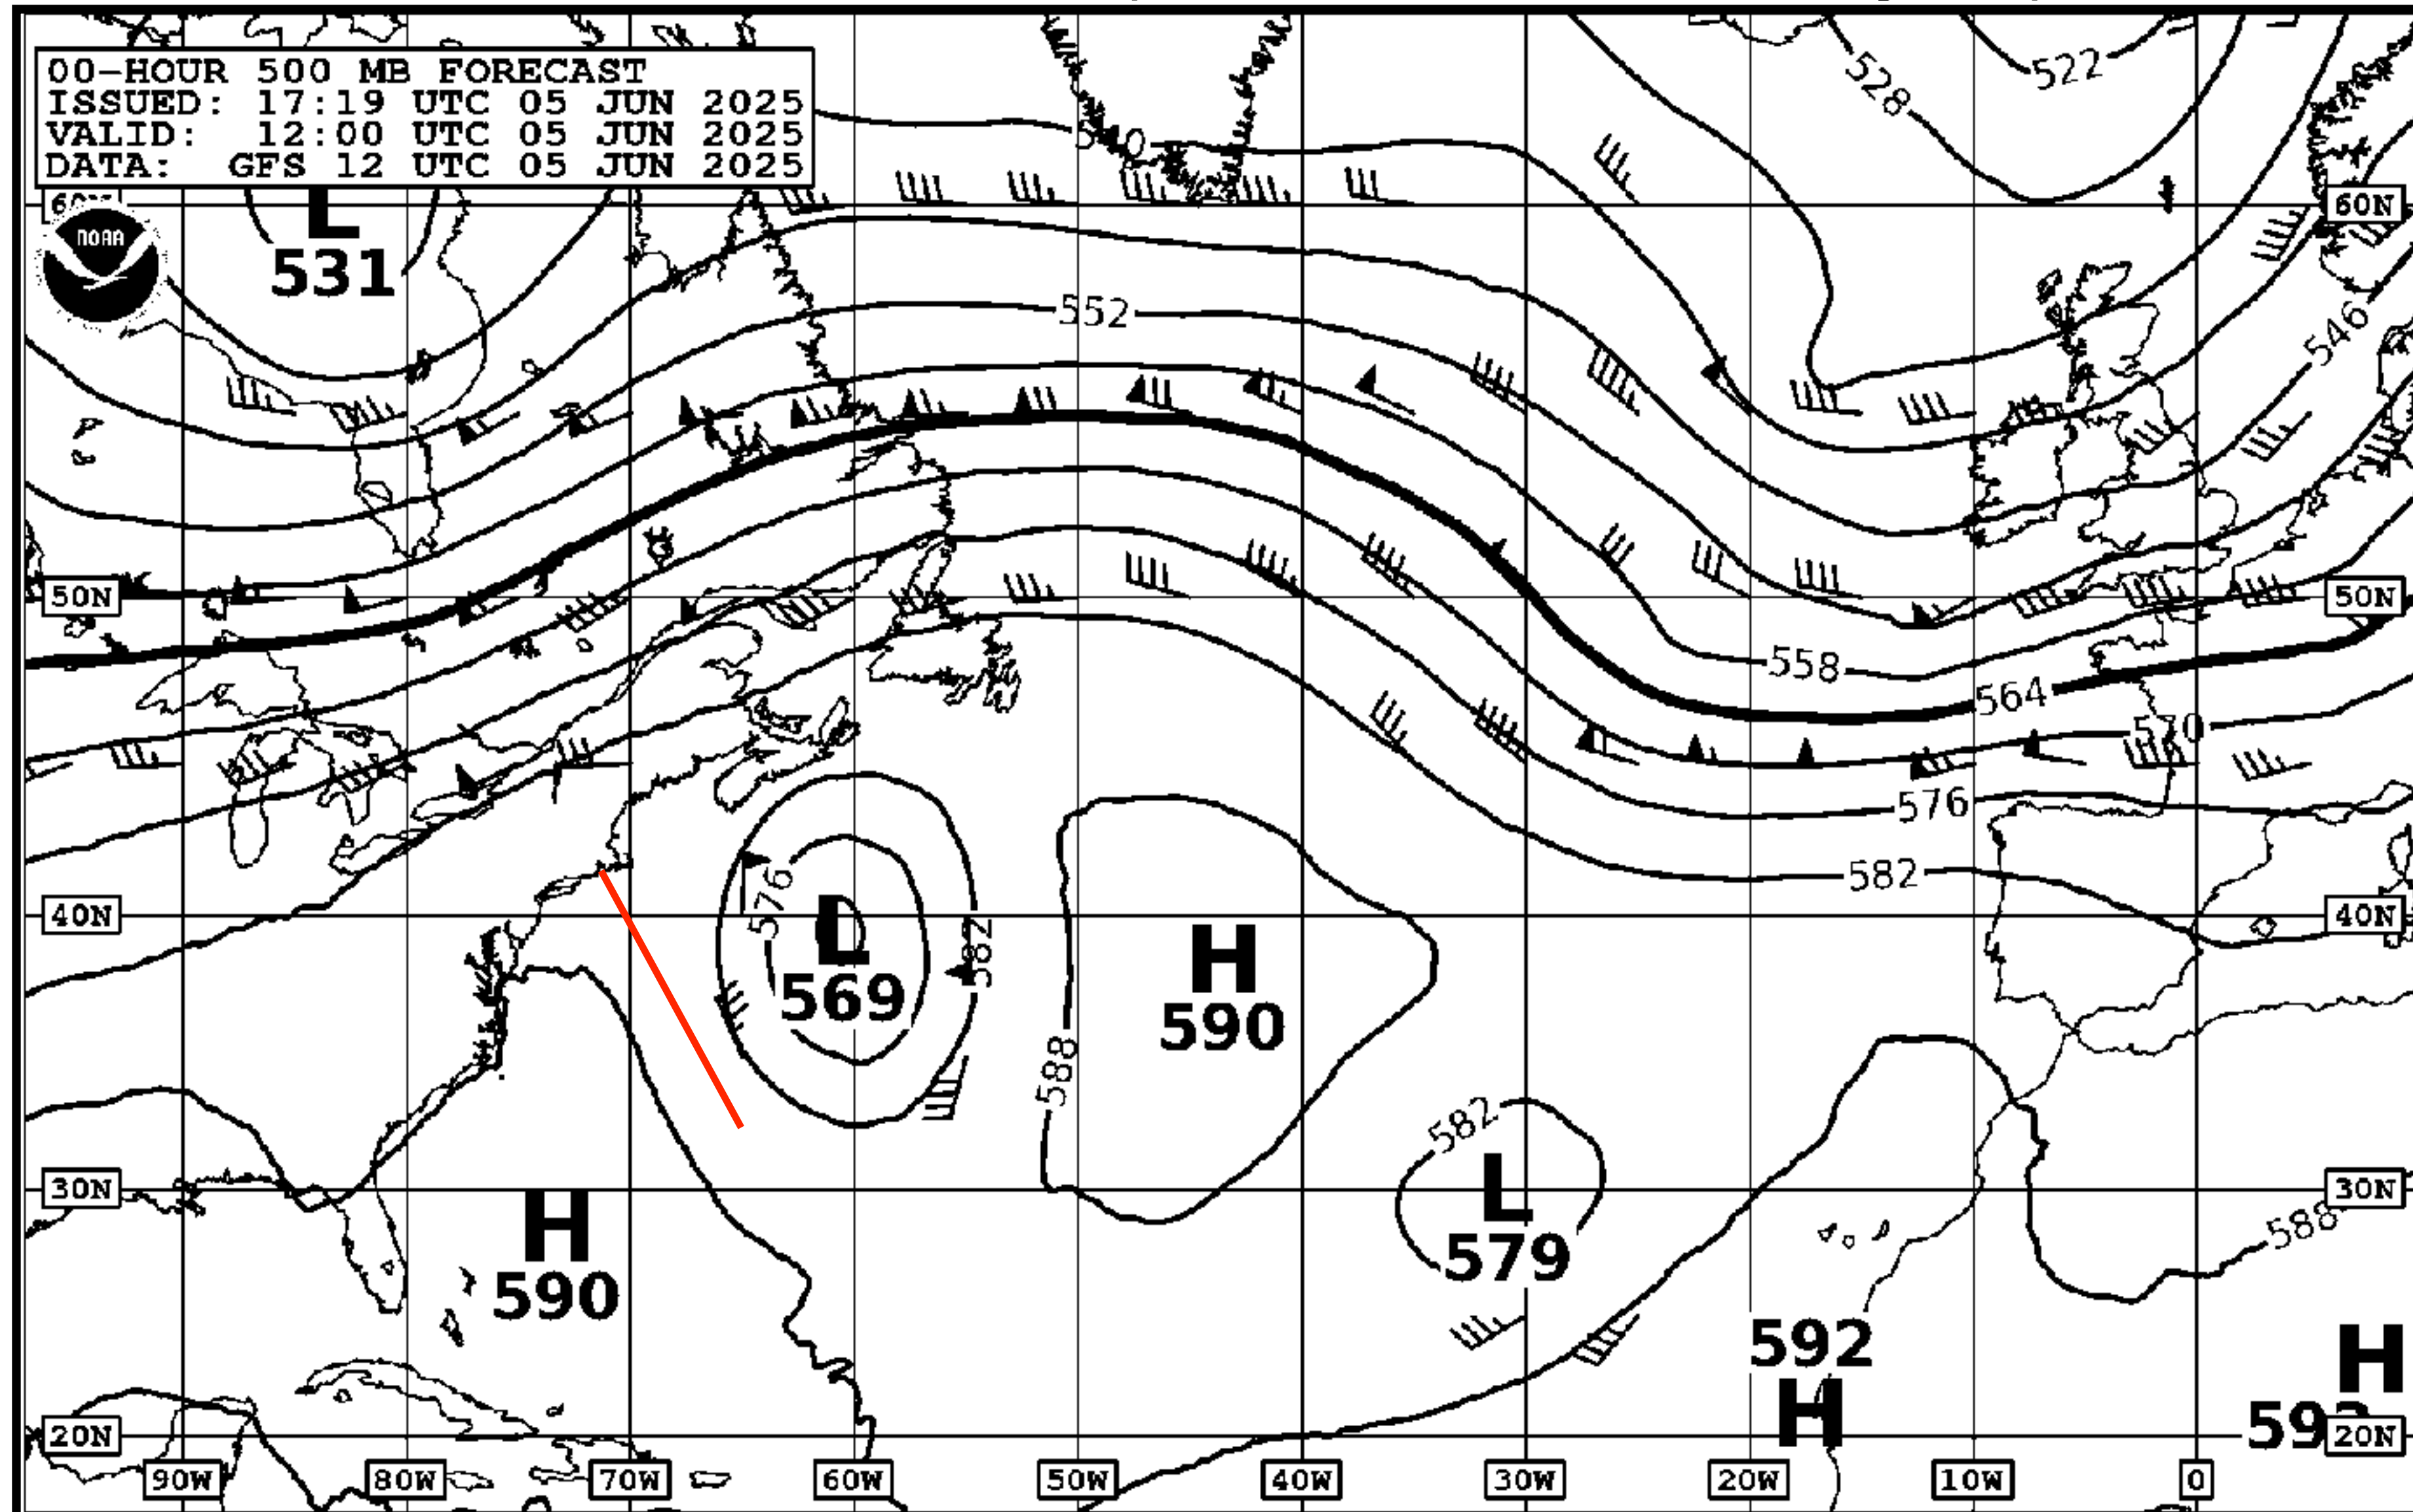 00-HOUR 500 MB FORECAST
ISSUED: 17:19 UTC 05 JUN 2025
VALID: 12:00 UTC 05 JUN 2025
DATA: GFS 12 UTC 05 JUN 2025
522
528
60N
NOAA
L
531
552
546
50N
50N
558
564
570
576
582
40N
40N
576
L
569
582
H
590
588
582
30N
30N
L
579
588
H
590
592
H
H
20N
20N
90W
80W
70W
60W
50W
40W
30W
20W
10W
0